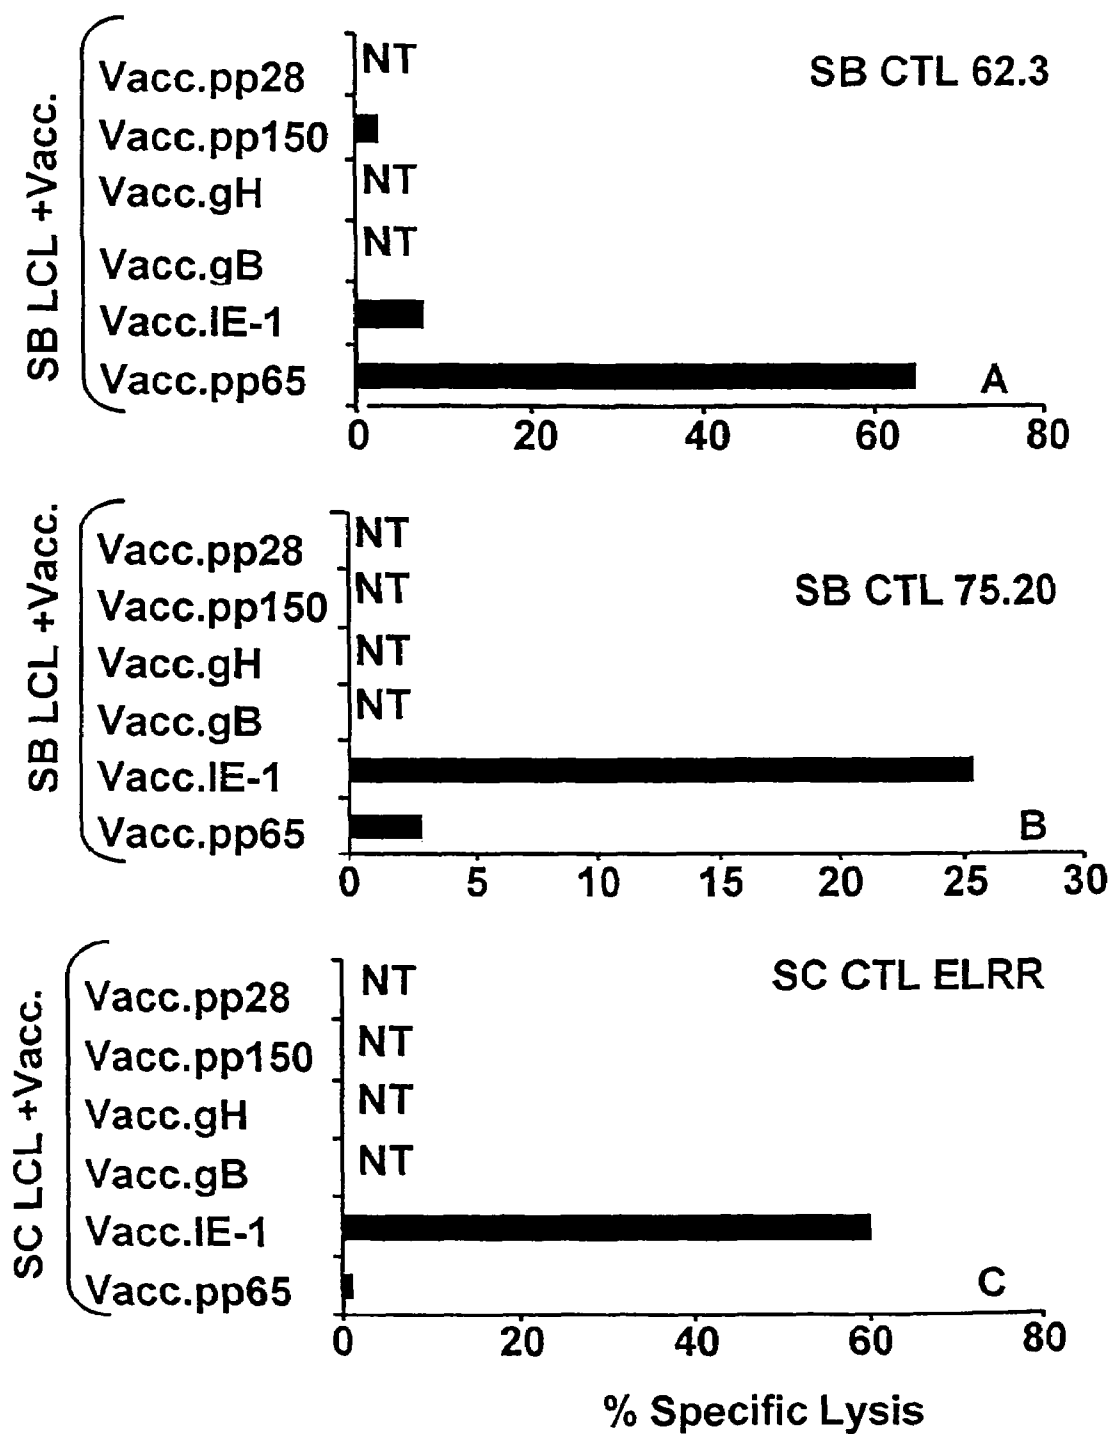 SB LCL +Vacc.
Vacc.pp28 NT SB CTL 62.3
Vacc.pp150
Vacc.gH NT
Vacc.gB NT
Vacc.IE-1
Vacc.pp65 A
0 20 40 60 80
SB LCL +Vacc.
Vacc.pp28 NT
Vacc.pp150 NT SB CTL 75.20
Vacc.gH NT
Vacc.gB NT
Vacc.IE-1
Vacc.pp65 B
0 5 10 15 20 25 30
SC LCL +Vacc.
Vacc.pp28 NT SC CTL ELRR
Vacc.pp150 NT
Vacc.gH NT
Vacc.gB NT
Vacc.IE-1
Vacc.pp65 C
0 20 40 60 80
% Specific Lysis